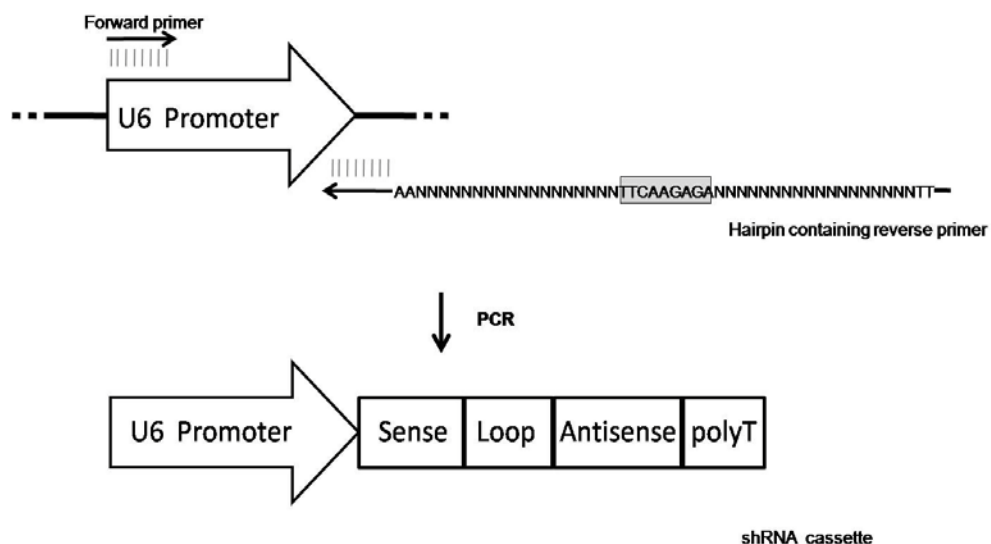 Forward primer
U6 Promoter
AANNNNNNNNNNNNNNNNNNNTTCAAGAGANNNNNNNNNNNNNNNNNNNTT
Hairpin containing reverse primer
PCR
U6 Promoter Sense Loop Antisense polyT
shRNA cassette